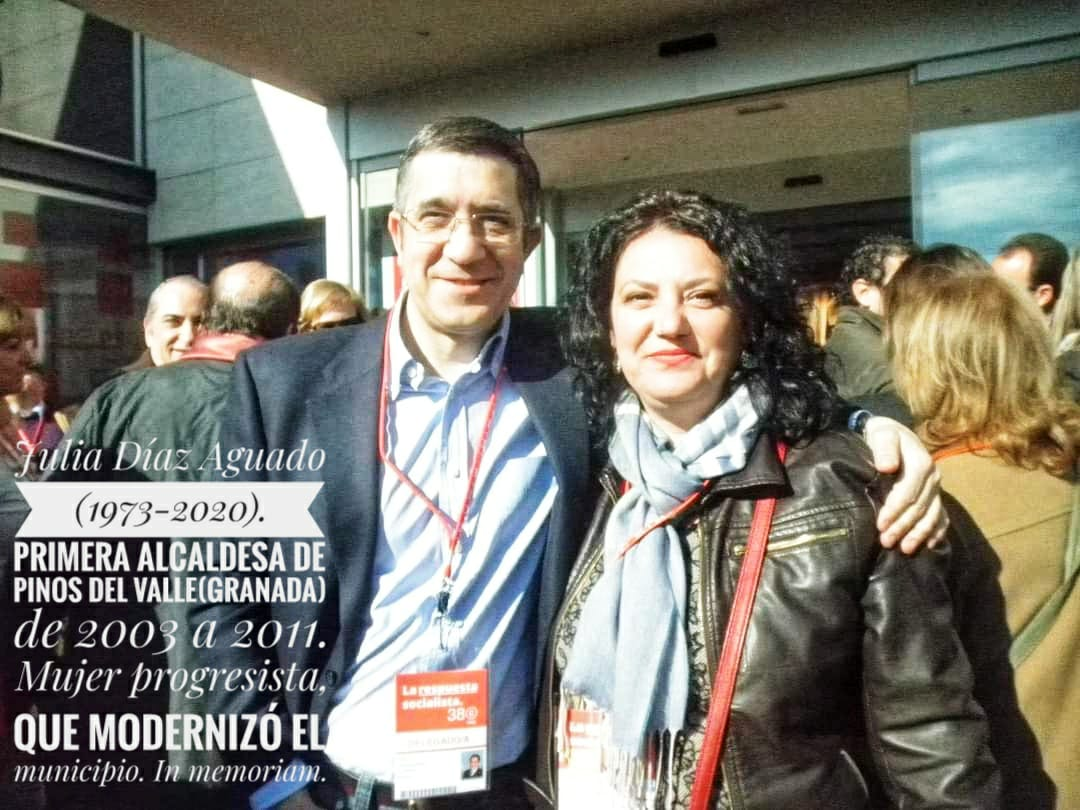 Julia Díaz Aguado
(1973-2020).
PRIMERA ALCALDESA DE
PINOS DEL VALLE(GRANADA)
de 2003 a 2011.
Mujer progresista,
QUE MODERNIZÓ EL
municipio. In memoriam.
La respuesta
socialista.
38
DELEGADO/A